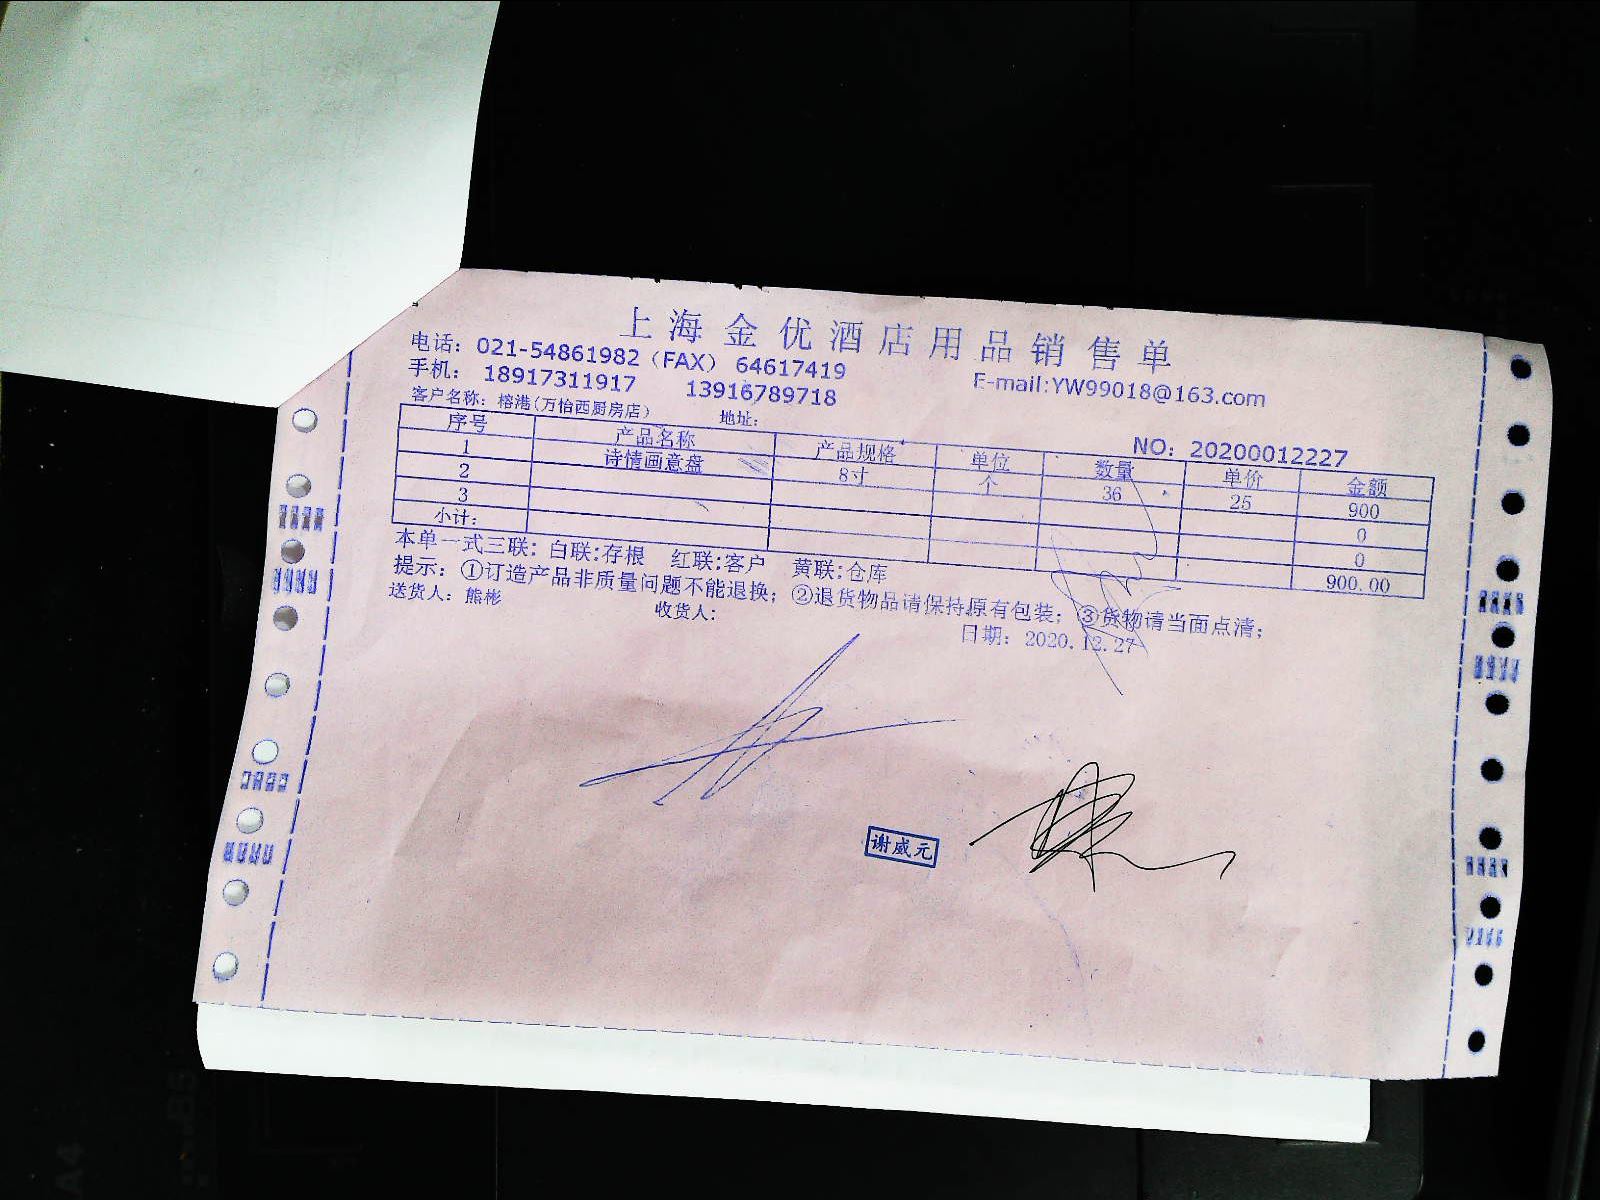 上海金优酒店用品销售单
电话：021-54861982（FAX）64617419
手机：18917311917 13916789718 E-mail:YW99018@163.com
客户名称：榕港(万怡西厨房店) 地址： NO：20200012227
序号 产品名称 产品规格 单位 数量 单价 金额
1 诗情画意盘 8寸 个 36 25 900
2 0
3 0
小计： 900.00
本单一式三联：白联:存根 红联:客户 黄联:仓库
提示：①订造产品非质量问题不能退换；②退货物品请保持原有包装；③货物请当面点清；
送货人：熊彬 收货人： 日期：2020.12.27
谢威元
A4
B5